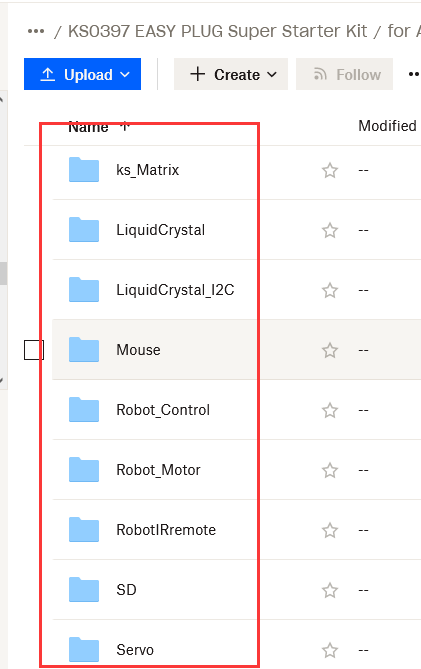 ••• / KS0397 EASY PLUG Super Starter Kit / for A
Upload Create Follow •••
Name Modified
ks_Matrix --
LiquidCrystal --
LiquidCrystal_I2C --
Mouse --
Robot_Control --
Robot_Motor --
RobotIRremote --
SD --
Servo --